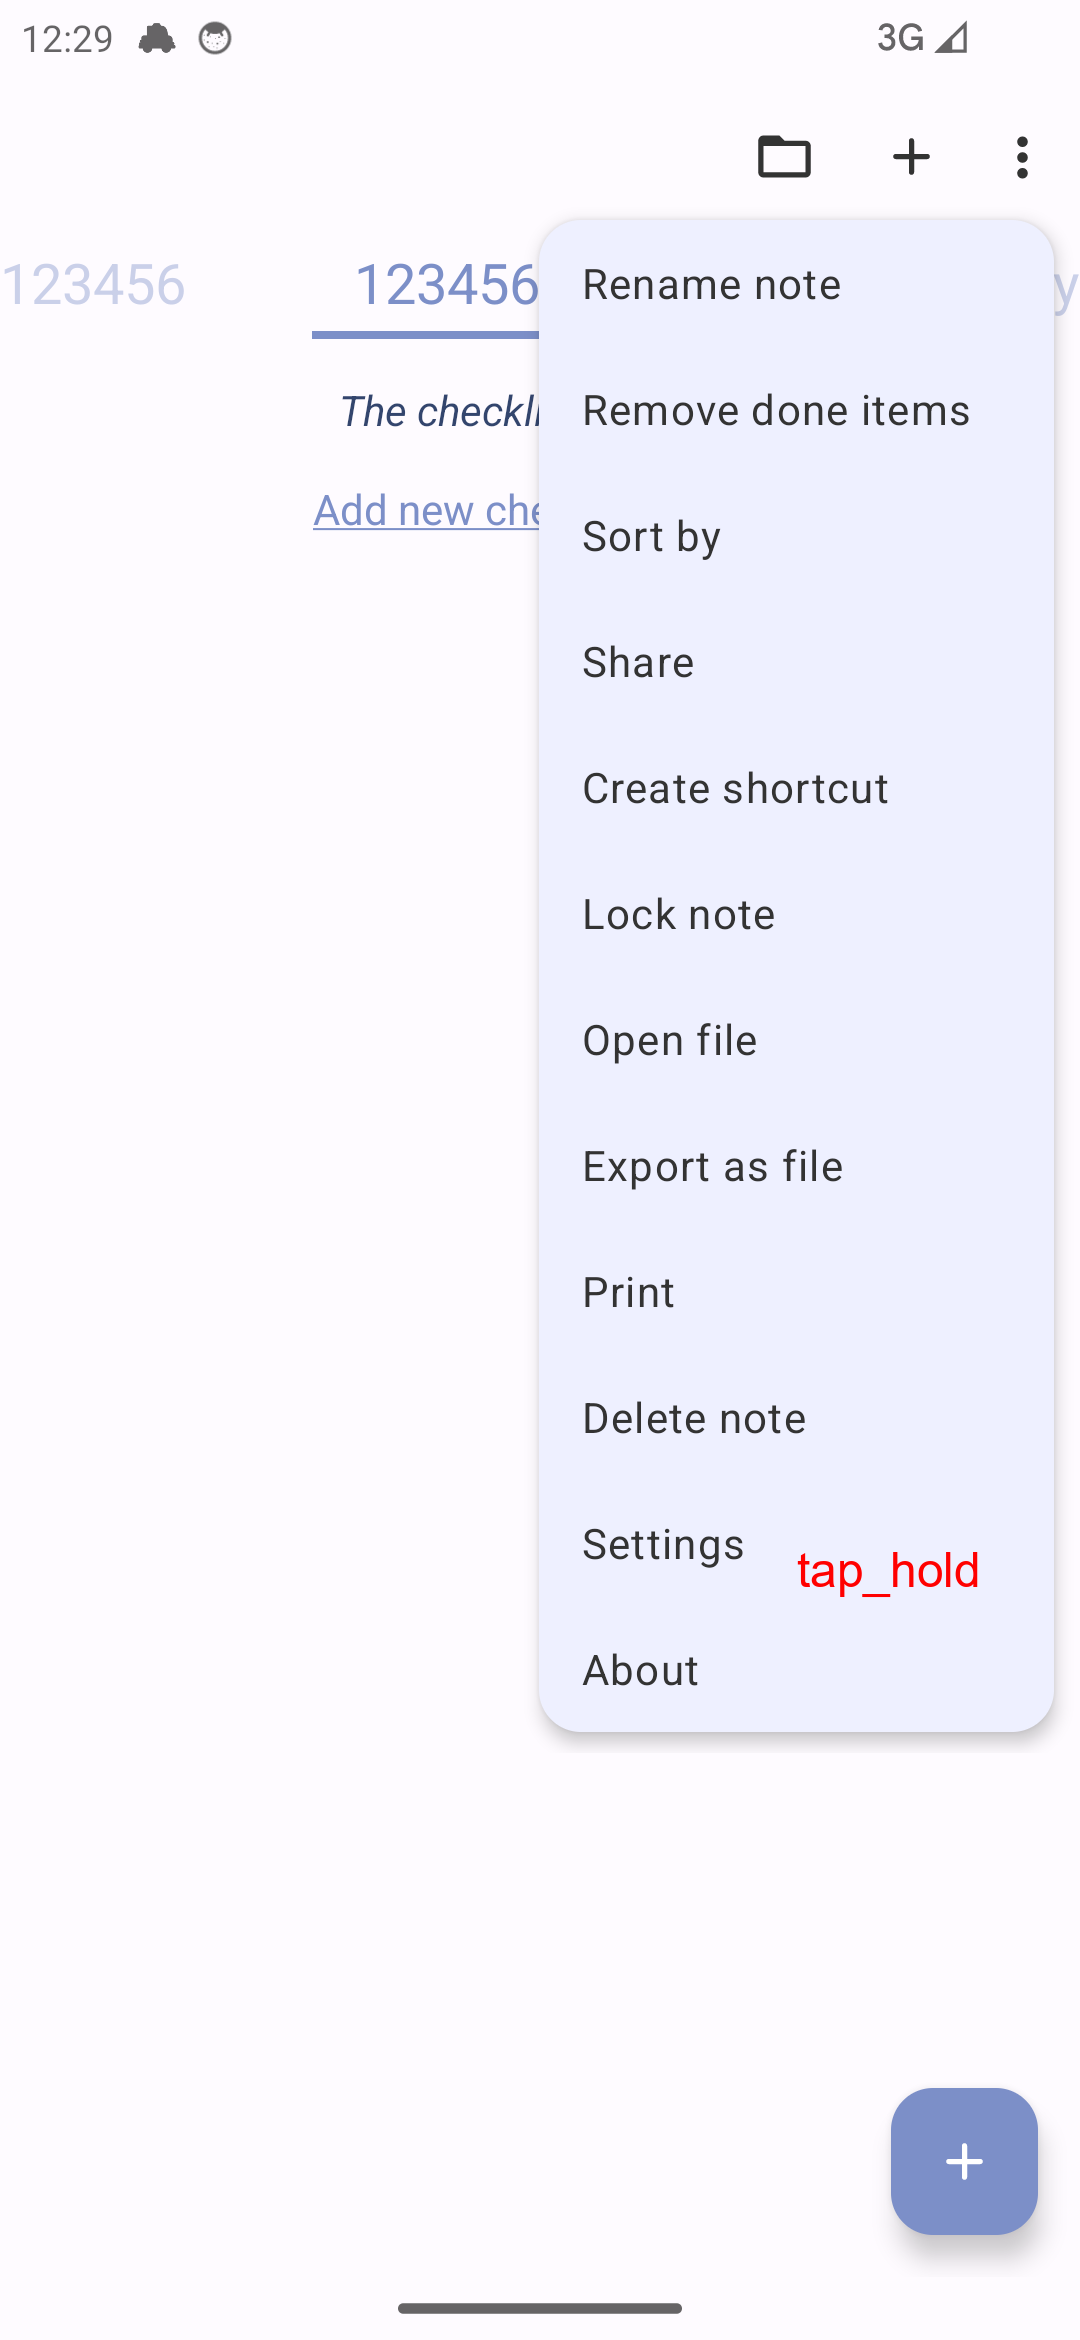 12:29 3G
123456 123456 y
Rename note
The checkl
Remove done items
Add new che
Sort by
Share
Create shortcut
Lock note
Open file
Export as file
Print
Delete note
Settings
tap_hold
About